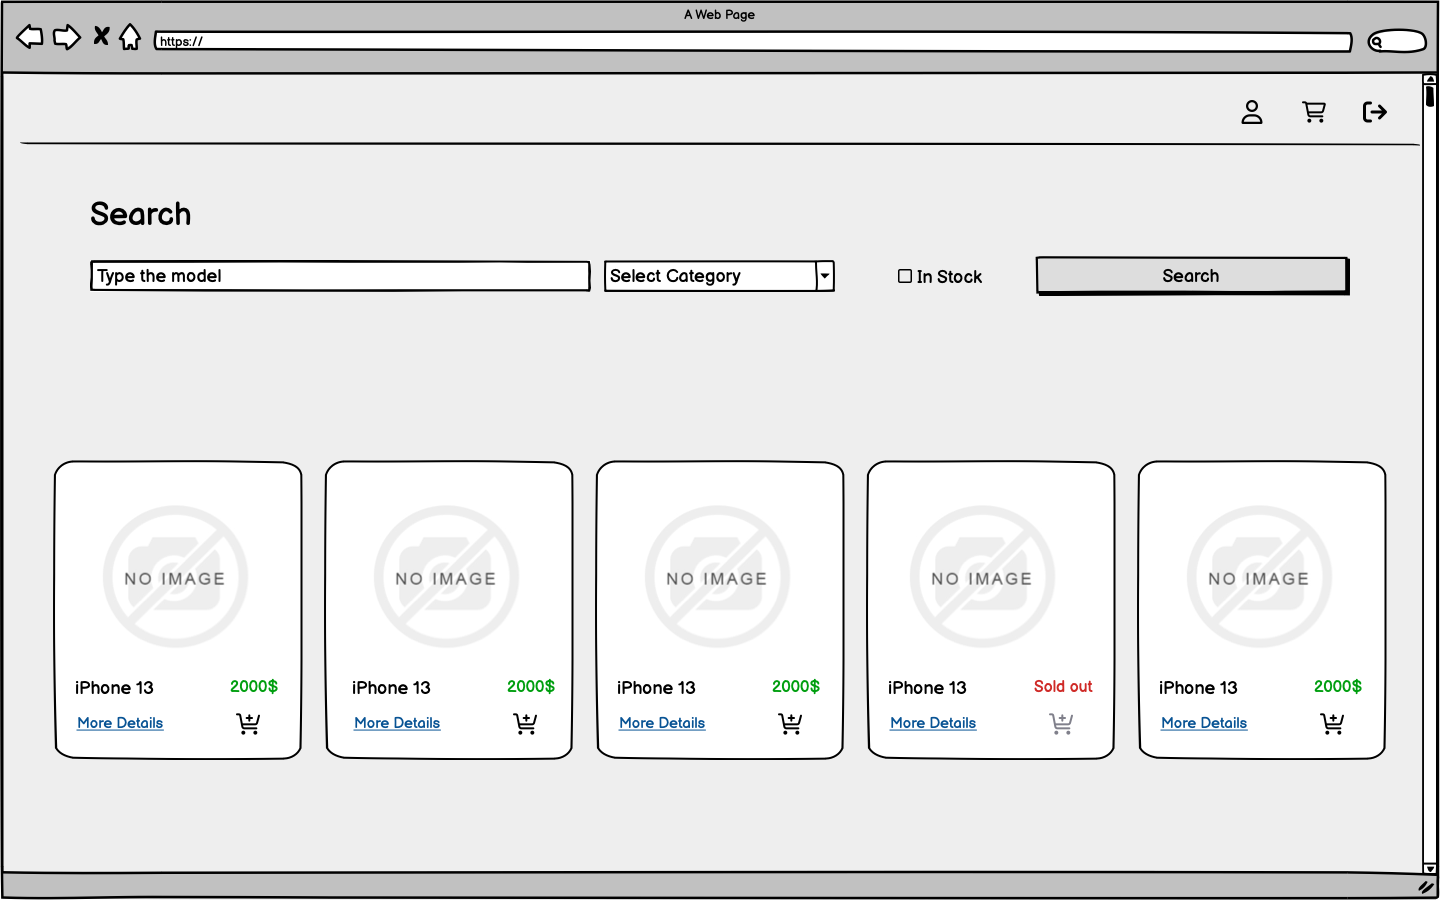 A Web Page
https://
Search
Type the model
Select Category
In Stock
Search
NO IMAGE
NO IMAGE
NO IMAGE
NO IMAGE
NO IMAGE
iPhone 13 2000$
iPhone 13 2000$
iPhone 13 2000$
iPhone 13 Sold out
iPhone 13 2000$
More Details
More Details
More Details
More Details
More Details